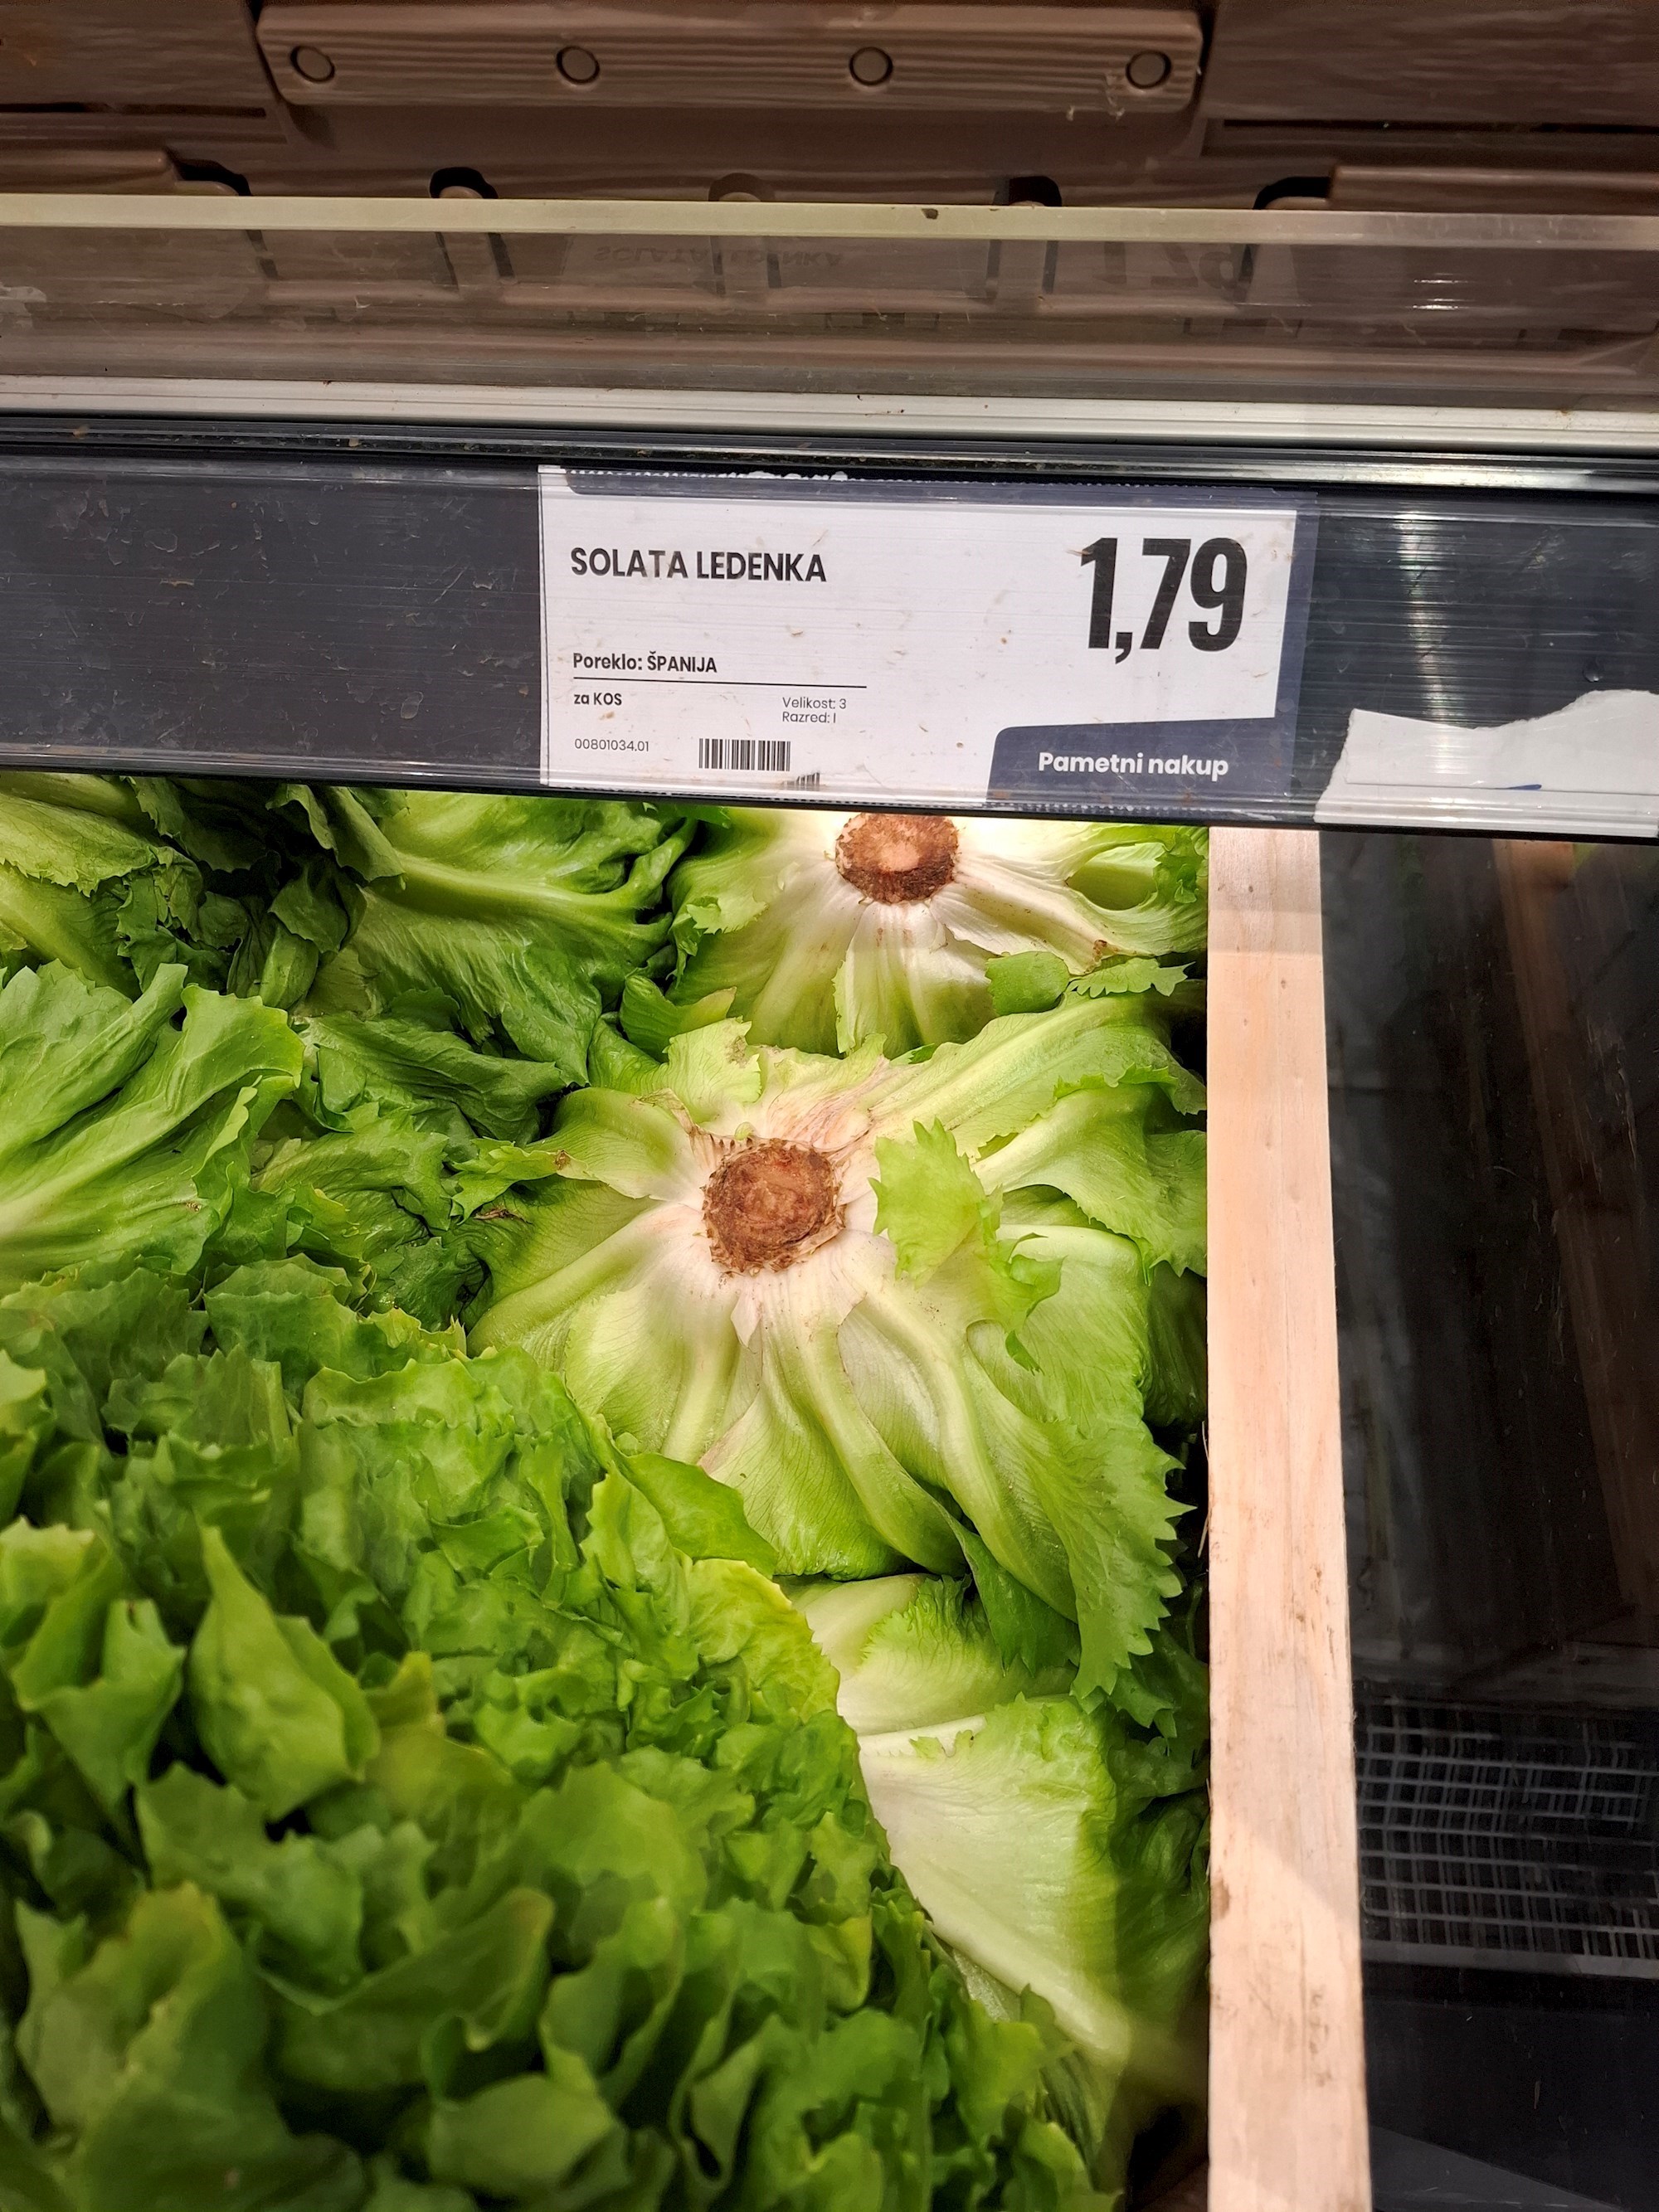 SOLATA LEDENKA
1,79
Poreklo: ŠPANIJA
za KOS
Velikost: 3
Razred: I
00801034.01
Pametni nakup